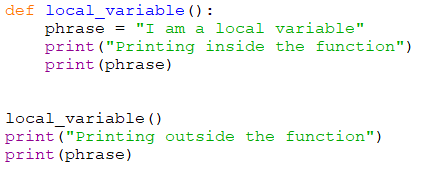 def local_variable():
    phrase = "I am a local variable"
    print("Printing inside the function")
    print(phrase)
local_variable()
print("Printing outside the function")
print(phrase)